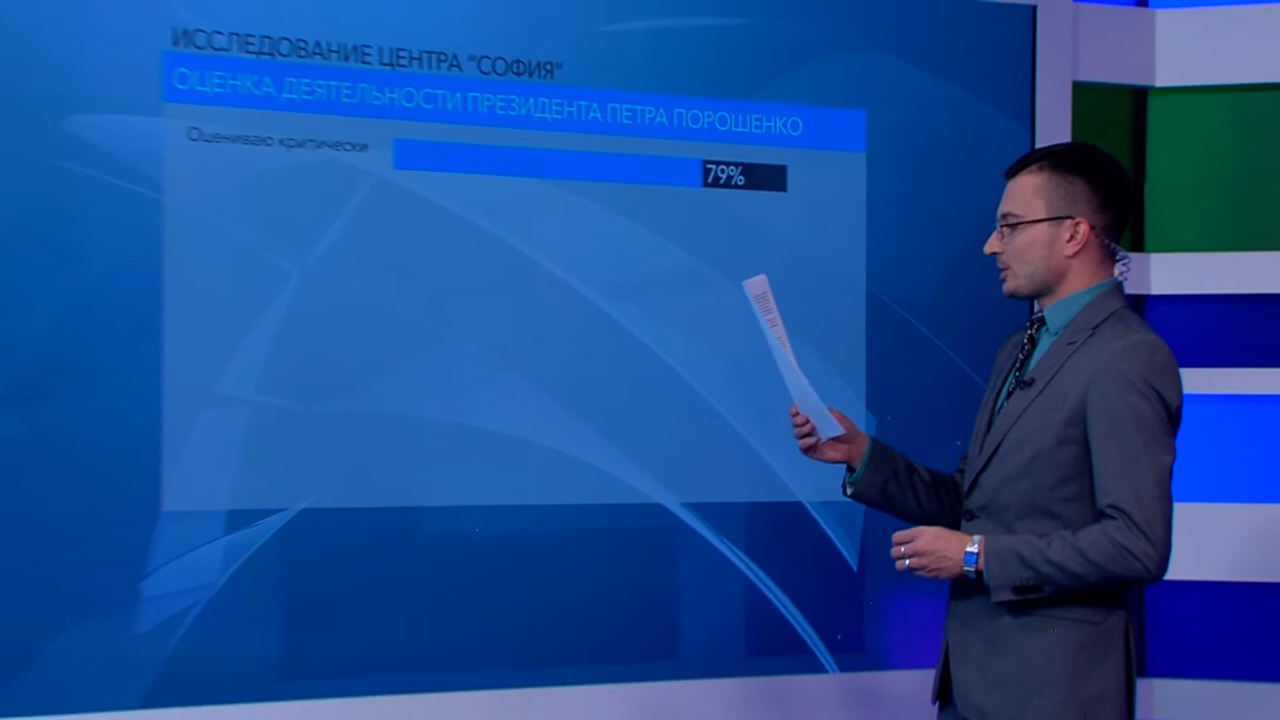 ИССЛЕДОВАНИЕ ЦЕНТРА "СОФИЯ"
ОЦЕНКА ДЕЯТЕЛЬНОСТИ ПРЕЗИДЕНТА ПЕТРА ПОРОШЕНКО
Оцениваю критически
79%